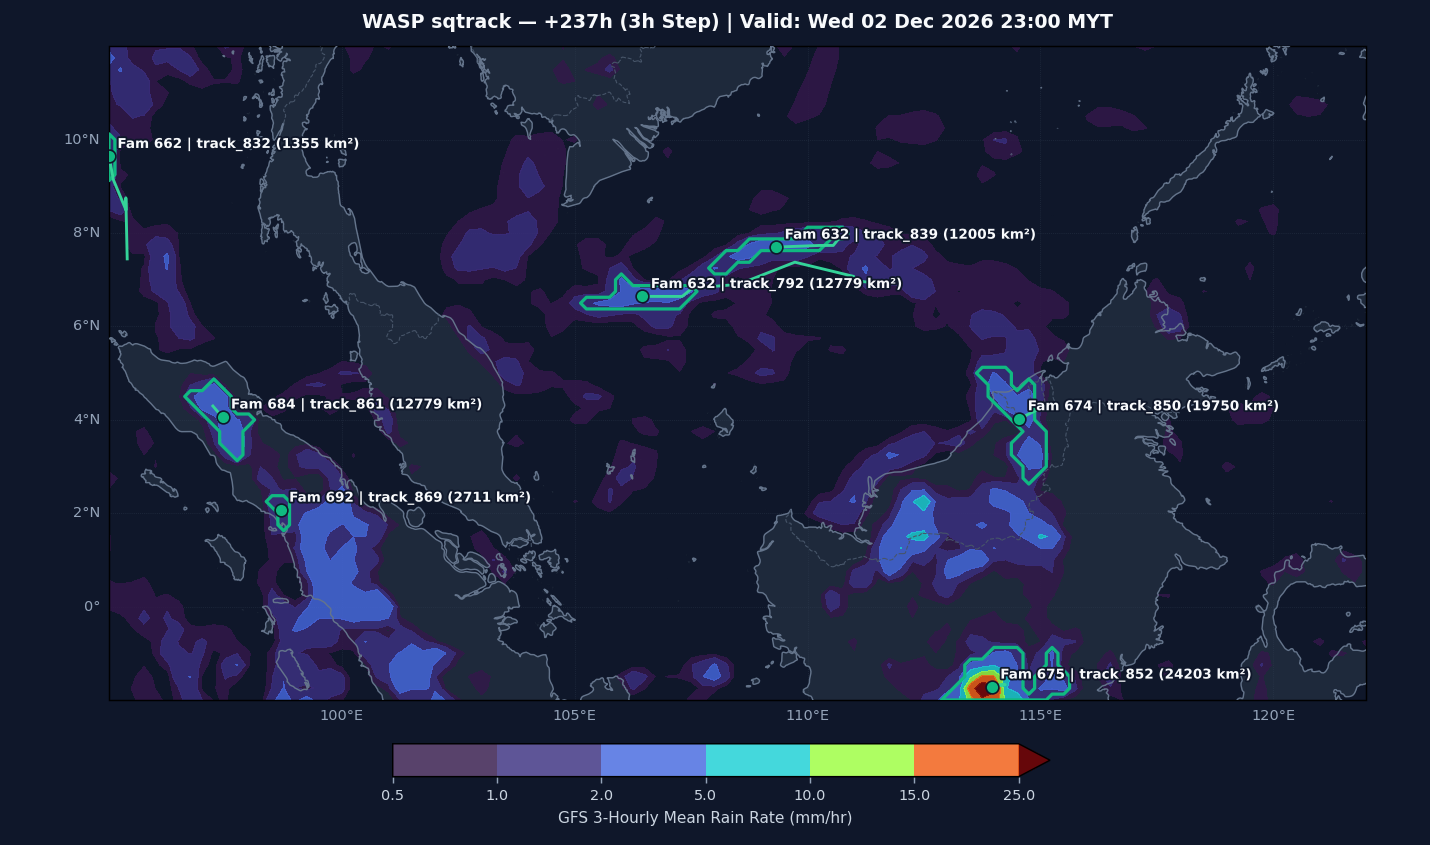 WASP sqtrack — +237h (3h Step) | Valid: Wed 02 Dec 2026 23:00 MYT
10°N
Fam 662 | track_832 (1355 km²)
8°N
Fam 632 | track_839 (12005 km²)
Fam 632 | track_792 (12779 km²)
6°N
4°N
Fam 684 | track_861 (12779 km²)
Fam 674 | track_850 (19750 km²)
2°N
Fam 692 | track_869 (2711 km²)
0°
Fam 675 | track_852 (24203 km²)
100°E 105°E 110°E 115°E 120°E
0.5 1.0 2.0 5.0 10.0 15.0 25.0
GFS 3-Hourly Mean Rain Rate (mm/hr)